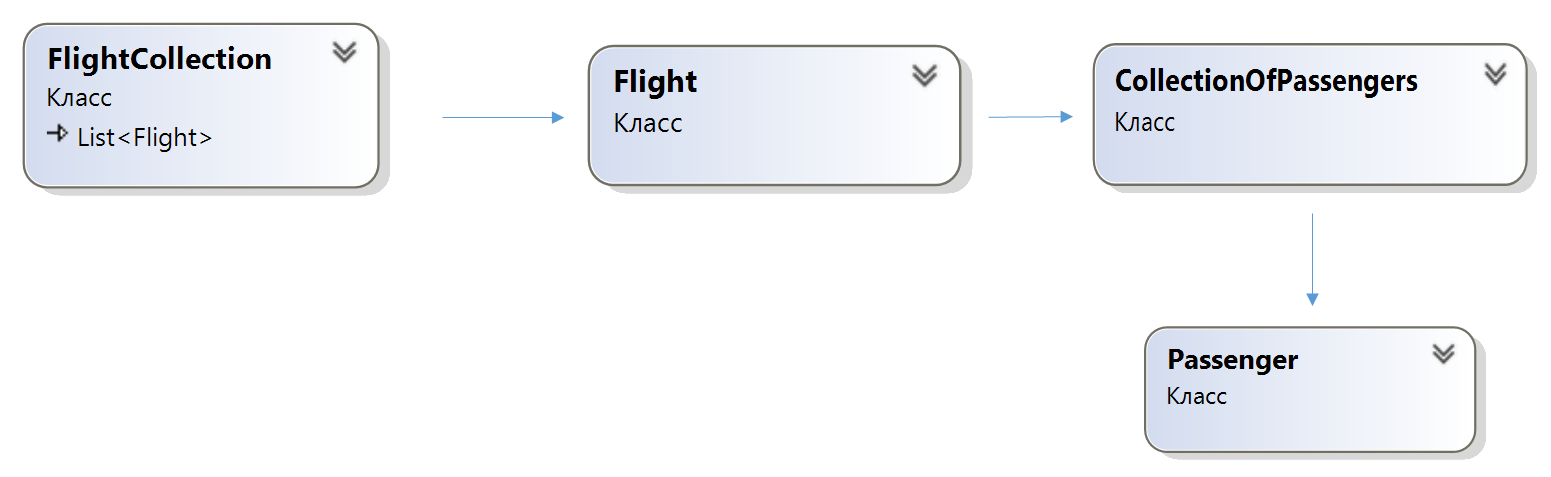 FlightCollection
Класс
List<Flight>
Flight
Класс
CollectionOfPassengers
Класс
Passenger
Класс